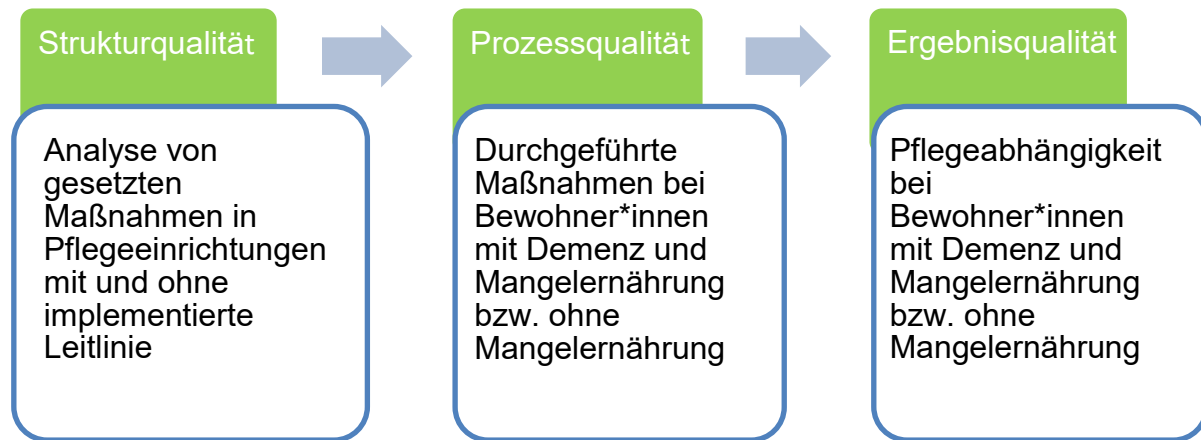 Strukturqualität
Analyse von
gesetzten
Maßnahmen in
Pflegeeinrichtungen
mit und ohne
implementierte
Leitlinie
Prozessqualität
Durchgeführte
Maßnahmen bei
Bewohner*innen
mit Demenz und
Mangelernährung
bzw. ohne
Mangelernährung
Ergebnisqualität
Pflegeabhängigkeit
bei
Bewohner*innen
mit Demenz und
Mangelernährung
bzw. ohne
Mangelernährung